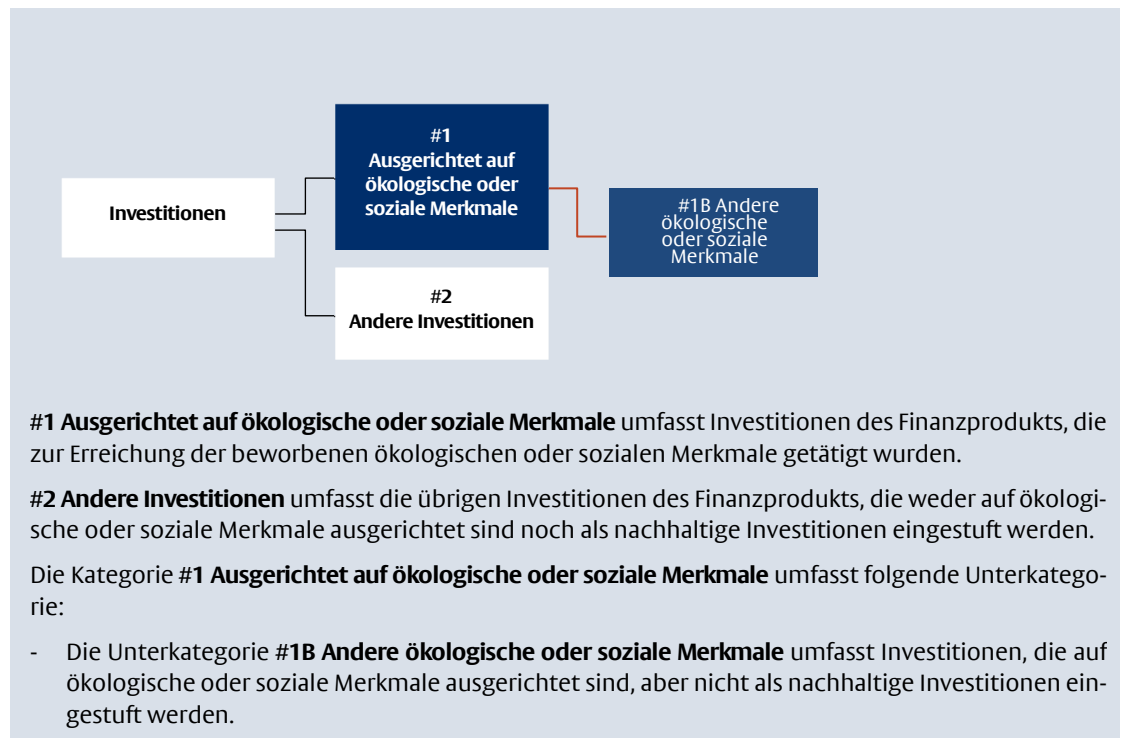 #1
Ausgerichtet auf
ökologische oder
soziale Merkmale
Investitionen
#1B Andere
ökologische
oder soziale
Merkmale
#2
Andere Investitionen
#1 Ausgerichtet auf ökologische oder soziale Merkmale umfasst Investitionen des Finanzprodukts, die
zur Erreichung der beworbenen ökologischen oder sozialen Merkmale getätigt wurden.
#2 Andere Investitionen umfasst die übrigen Investitionen des Finanzprodukts, die weder auf ökologi-
sche oder soziale Merkmale ausgerichtet sind noch als nachhaltige Investitionen eingestuft werden.
Die Kategorie #1 Ausgerichtet auf ökologische oder soziale Merkmale umfasst folgende Unterkatego-
rie:
- Die Unterkategorie #1B Andere ökologische oder soziale Merkmale umfasst Investitionen, die auf
ökologische oder soziale Merkmale ausgerichtet sind, aber nicht als nachhaltige Investitionen ein-
gestuft werden.